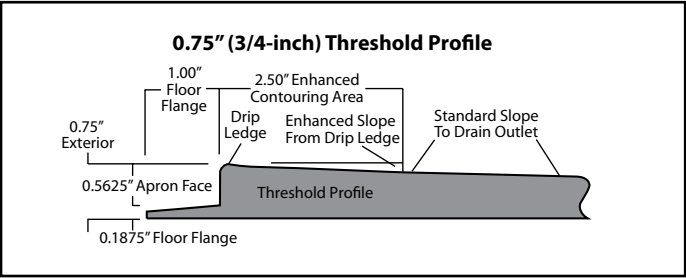 0.75” (3/4-inch) Threshold Profile
1.00”
Floor
Flange
2.50” Enhanced
Contouring Area
Drip
Ledge
Enhanced Slope
From Drip Ledge
Standard Slope
To Drain Outlet
0.75”
Exterior
0.5625” Apron Face
Threshold Profile
0.1875” Floor Flange